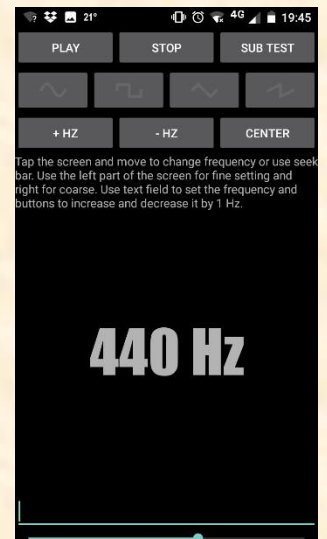 21° 4G 19:45
PLAY STOP SUB TEST
+ HZ - HZ CENTER
Tap the screen and move to change frequency or use seek
bar. Use the left part of the screen for fine setting and
right for coarse. Use text field to set the frequency and
buttons to increase and decrease it by 1 Hz.
440 Hz